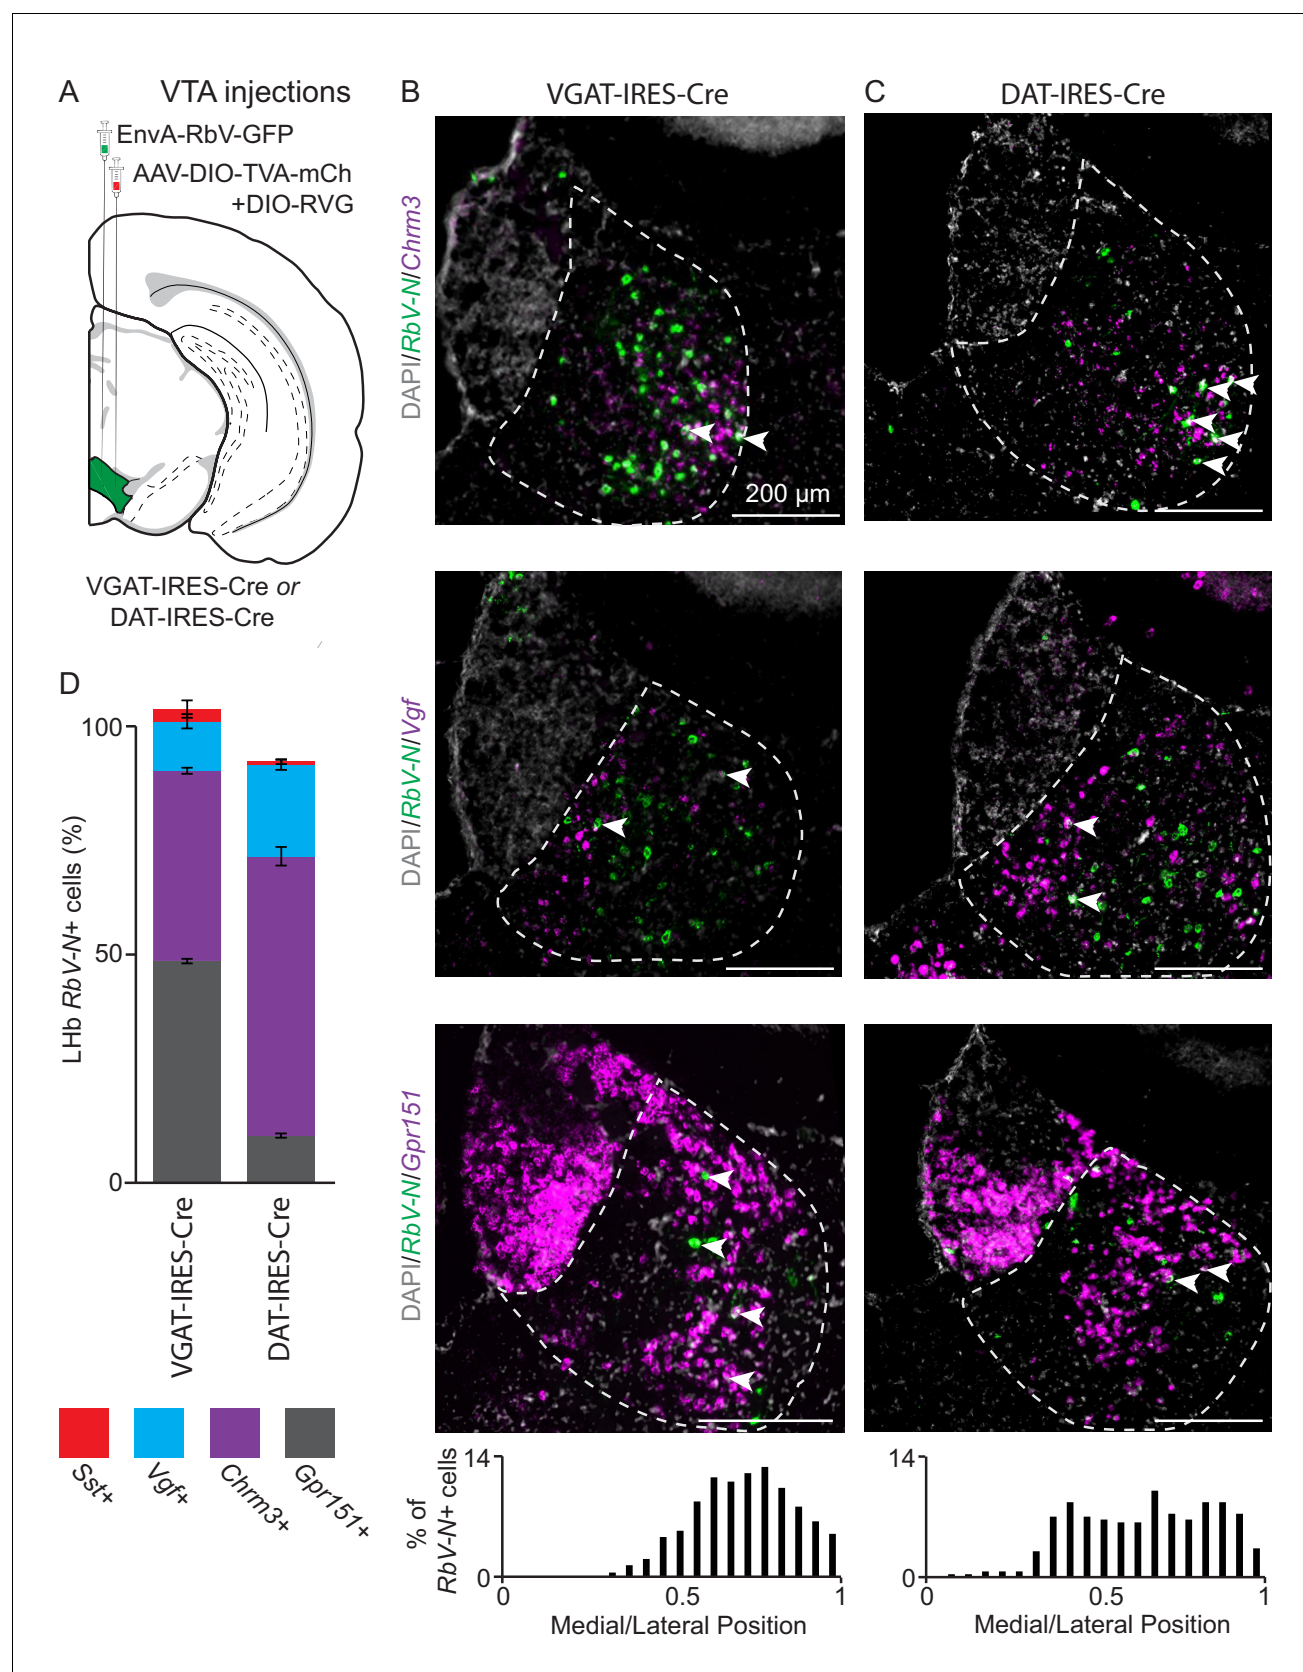 A
VTA injections
EnvA-RbV-GFP
AAV-DIO-TVA-mCh
+DIO-RVG
VGAT-IRES-Cre or
DAT-IRES-Cre
B
VGAT-IRES-Cre
C
DAT-IRES-Cre
DAPI/RbV-N/Chrm3
200 µm
DAPI/RbV-N/Vgf
DAPI/RbV-N/Gpr151
D
LHb RbV-N+ cells (%)
100
50
0
VGAT-IRES-Cre
DAT-IRES-Cre
Sst+
Vgf+
Chrm3+
Gpr151+
% of
RbV-N+ cells
14
0
0
0.5
1
Medial/Lateral Position
14
0
0
0.5
1
Medial/Lateral Position